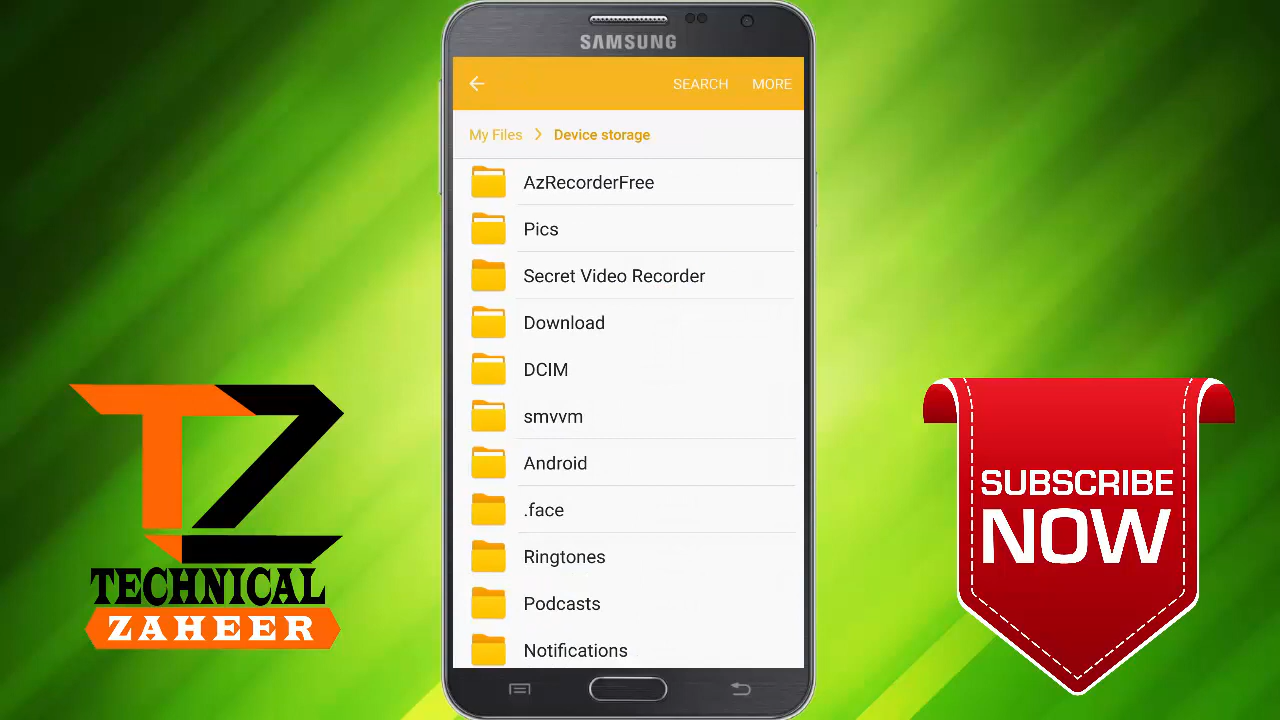 SAMSUNG
SEARCH MORE
My Files > Device storage
AzRecorderFree
Pics
Secret Video Recorder
Download
DCIM
smvvm
Android
.face
Ringtones
Podcasts
Notifications
TZ
TECHNICAL
ZAHEER
SUBSCRIBE
NOW